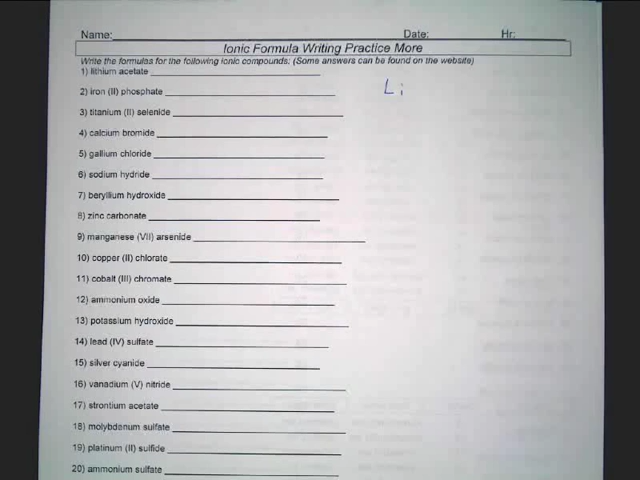 Name: Date: Hr:
Ionic Formula Writing Practice More
Write the formulas for the following ionic compounds: (Some answers can be found on the website)
1) lithium acetate
Li
2) iron (II) phosphate
3) titanium (II) selenide
4) calcium bromide
5) gallium chloride
6) sodium hydride
7) beryllium hydroxide
8) zinc carbonate
9) manganese (VII) arsenide
10) copper (II) chlorate
11) cobalt (III) chromate
12) ammonium oxide
13) potassium hydroxide
14) lead (IV) sulfate
15) silver cyanide
16) vanadium (V) nitride
17) strontium acetate
18) molybdenum sulfate
19) platinum (II) sulfide
20) ammonium sulfate